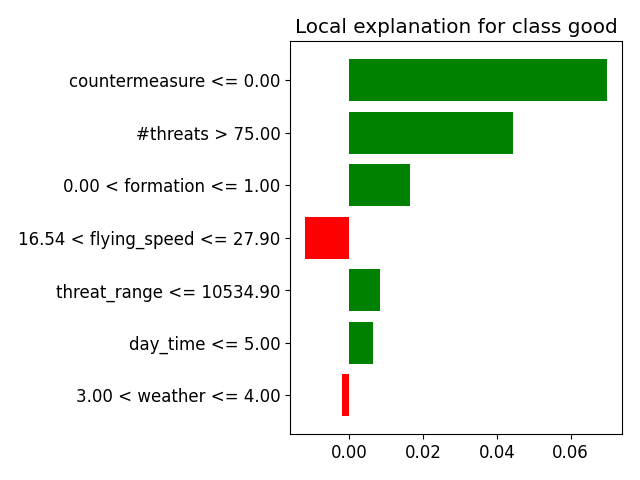 Local explanation for class good
countermeasure <= 0.00
#threats > 75.00
0.00 < formation <= 1.00
16.54 < flying_speed <= 27.90
threat_range <= 10534.90
day_time <= 5.00
3.00 < weather <= 4.00
0.00 0.02 0.04 0.06